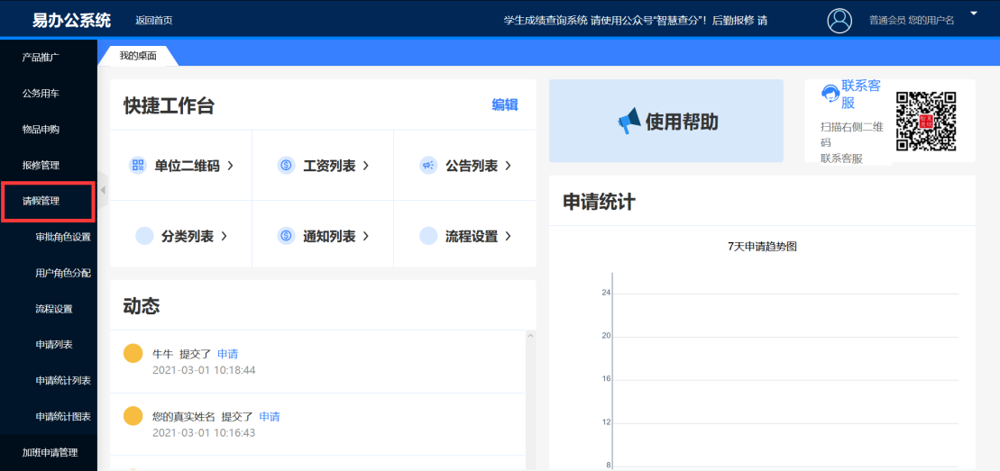 易办公系统
返回首页
学生成绩查询系统 请使用公众号“智慧查分”！后勤报修 请
普通会员 您的用户名
产品推广
公务用车
物品申购
报修管理
请假管理
审批角色设置
用户角色分配
流程设置
申请列表
申请统计列表
申请统计图表
加班申请管理
我的桌面
快捷工作台
编辑
单位二维码
工资列表
公告列表
分类列表
通知列表
流程设置
动态
牛牛 提交了 申请
2021-03-01 10:18:44
您的真实姓名 提交了 申请
2021-03-01 10:16:43
使用帮助
联系客
服
扫描右侧二维
码
联系客服
申请统计
7天申请趋势图
24
20
16
12
8